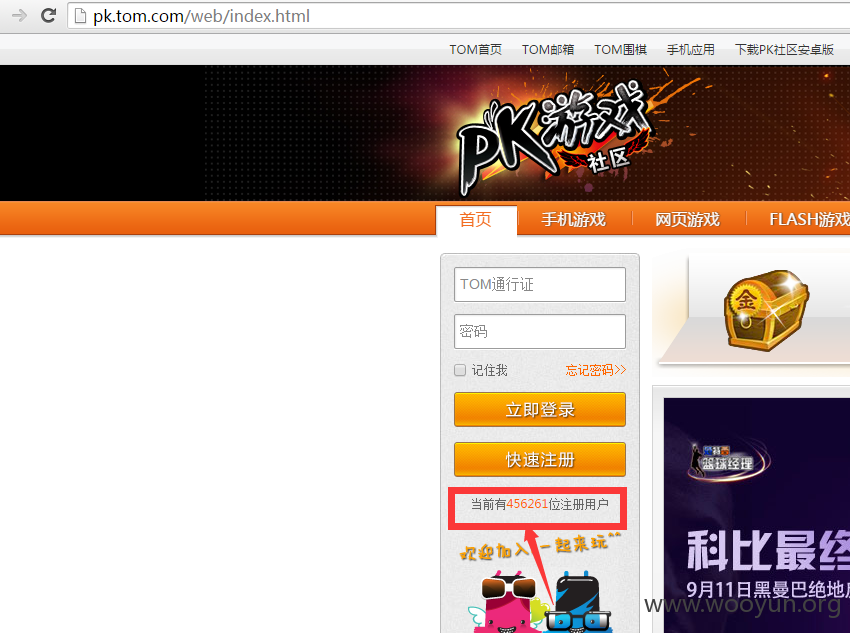 pk.tom.com/web/index.html
TOM首页 TOM邮箱 TOM围棋 手机应用 下载PK社区安卓版
PK游戏
社区
首页 手机游戏 网页游戏 FLASH游戏
TOM通行证
密码
记住我 忘记密码>>
立即登录
快速注册
当前有456261位注册用户
欢迎加入 一起来玩
金
篮球经理
科比最终
9月11日黑曼巴绝地
www.wooyun.org